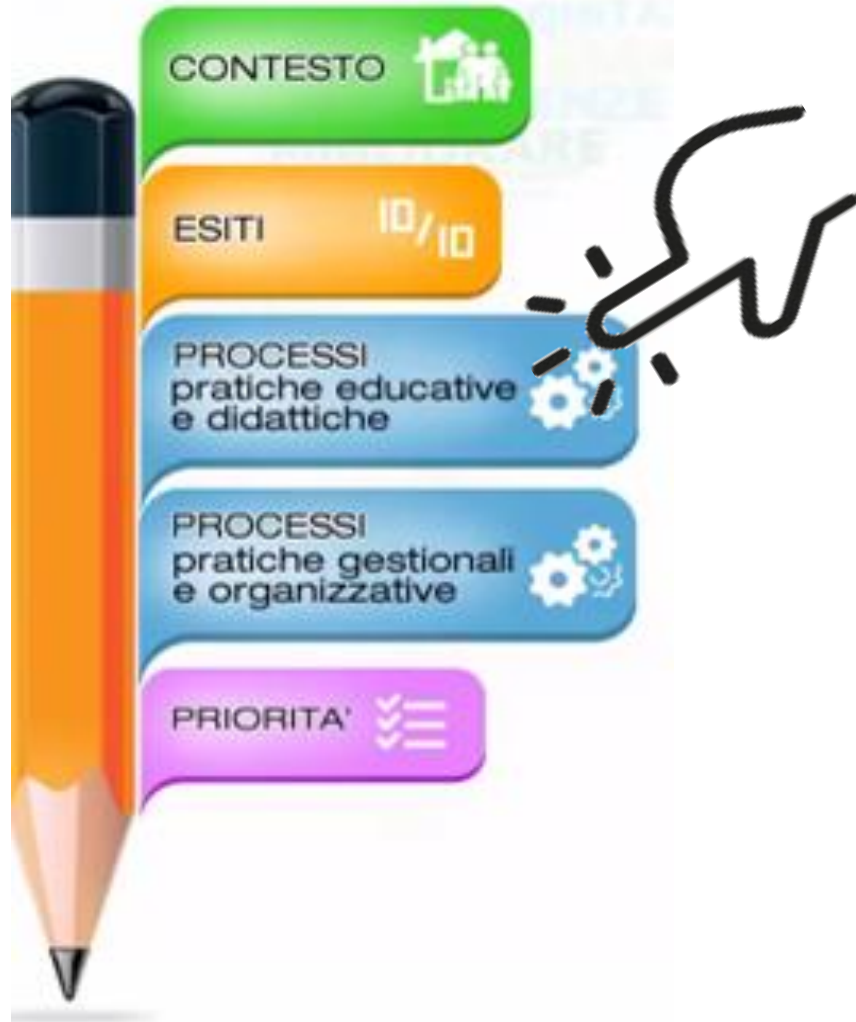 CONTESTO
ESITI 10/10
PROCESSI
pratiche educative
e didattiche
PROCESSI
pratiche gestionali
e organizzative
PRIORITA'